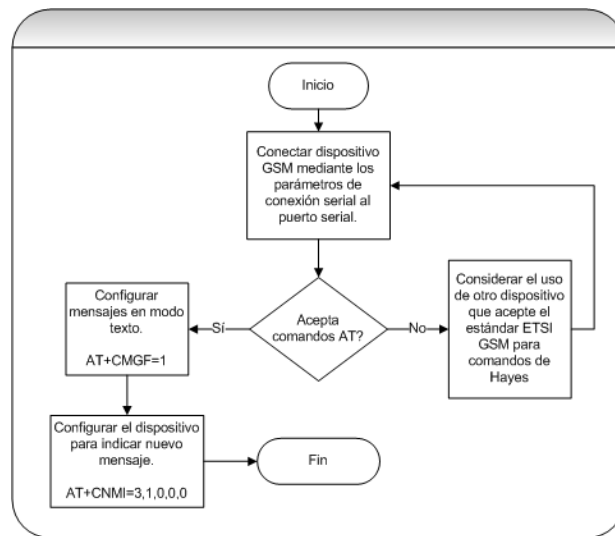 Inicio
Conectar dispositivo
GSM mediante los
parámetros de
conexión serial al
puerto serial.
Acepta
comandos AT?
Sí
No
Configurar
mensajes en modo
texto.
AT+CMGF=1
Considerar el uso
de otro dispositivo
que acepte el
estándar ETSI
GSM para
comandos de
Hayes
Configurar el dispositivo
para indicar nuevo
mensaje.
AT+CNMI=3,1,0,0,0
Fin